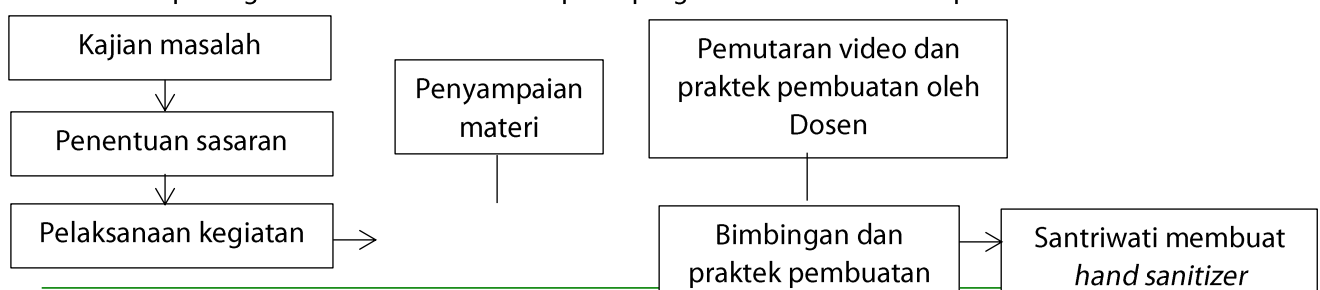 Kajian masalah
Penentuan sasaran
Pelaksanaan kegiatan
Penyampaian
materi
Pemutaran video dan
praktek pembuatan oleh
Dosen
Bimbingan dan
praktek pembuatan
Santriwati membuat
hand sanitizer